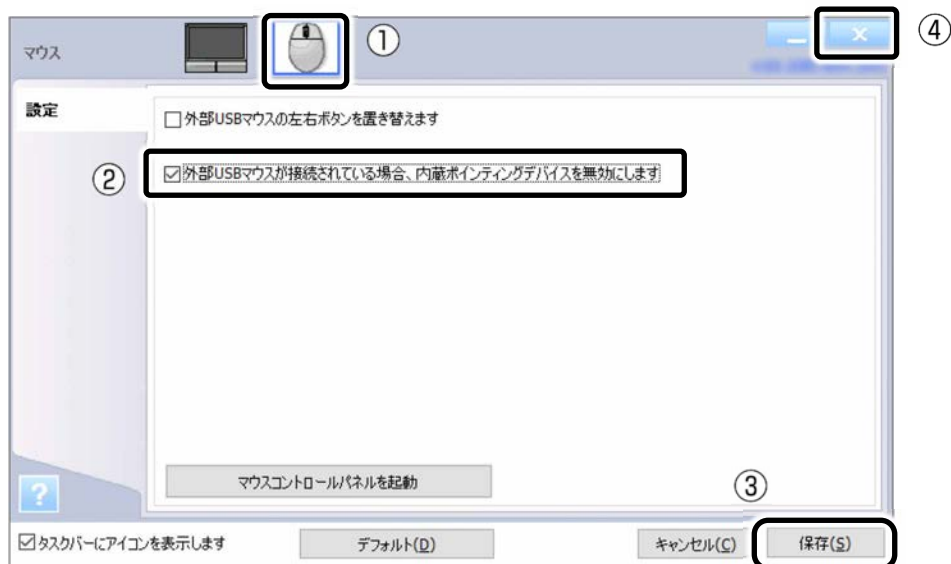 マウス
①
④
設定
□外部USBマウスの左右ボタンを置き替えます
②
☑外部USBマウスが接続されている場合、内蔵ポインティングデバイスを無効にします
マウスコントロールパネルを起動
③
?
☑タスクバーにアイコンを表示します
デフォルト(D)
キャンセル(C)
保存(S)